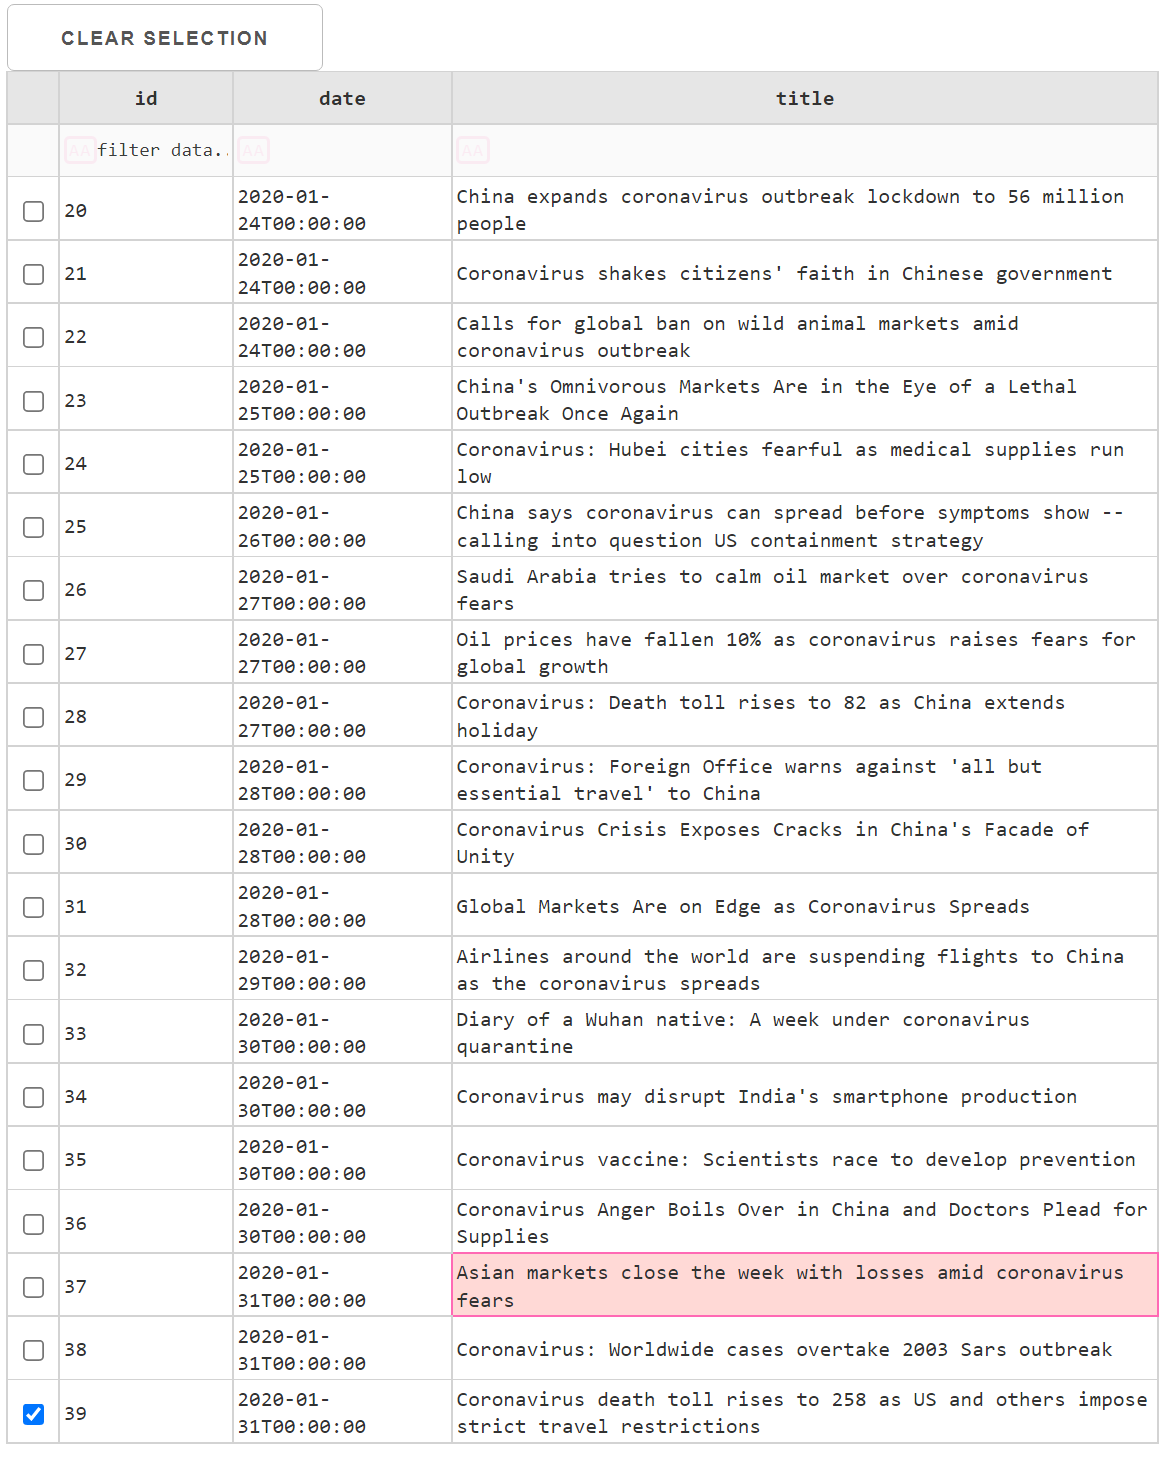 CLEAR SELECTION
id date title
AA filter data.. AA AA
20 2020-01-24T00:00:00 China expands coronavirus outbreak lockdown to 56 million people
21 2020-01-24T00:00:00 Coronavirus shakes citizens' faith in Chinese government
22 2020-01-24T00:00:00 Calls for global ban on wild animal markets amid coronavirus outbreak
23 2020-01-25T00:00:00 China's Omnivorous Markets Are in the Eye of a Lethal Outbreak Once Again
24 2020-01-25T00:00:00 Coronavirus: Hubei cities fearful as medical supplies run low
25 2020-01-26T00:00:00 China says coronavirus can spread before symptoms show -- calling into question US containment strategy
26 2020-01-27T00:00:00 Saudi Arabia tries to calm oil market over coronavirus fears
27 2020-01-27T00:00:00 Oil prices have fallen 10% as coronavirus raises fears for global growth
28 2020-01-27T00:00:00 Coronavirus: Death toll rises to 82 as China extends holiday
29 2020-01-28T00:00:00 Coronavirus: Foreign Office warns against 'all but essential travel' to China
30 2020-01-28T00:00:00 Coronavirus Crisis Exposes Cracks in China's Facade of Unity
31 2020-01-28T00:00:00 Global Markets Are on Edge as Coronavirus Spreads
32 2020-01-29T00:00:00 Airlines around the world are suspending flights to China as the coronavirus spreads
33 2020-01-30T00:00:00 Diary of a Wuhan native: A week under coronavirus quarantine
34 2020-01-30T00:00:00 Coronavirus may disrupt India's smartphone production
35 2020-01-30T00:00:00 Coronavirus vaccine: Scientists race to develop prevention
36 2020-01-30T00:00:00 Coronavirus Anger Boils Over in China and Doctors Plead for Supplies
37 2020-01-31T00:00:00 Asian markets close the week with losses amid coronavirus fears
38 2020-01-31T00:00:00 Coronavirus: Worldwide cases overtake 2003 Sars outbreak
39 2020-01-31T00:00:00 Coronavirus death toll rises to 258 as US and others impose strict travel restrictions